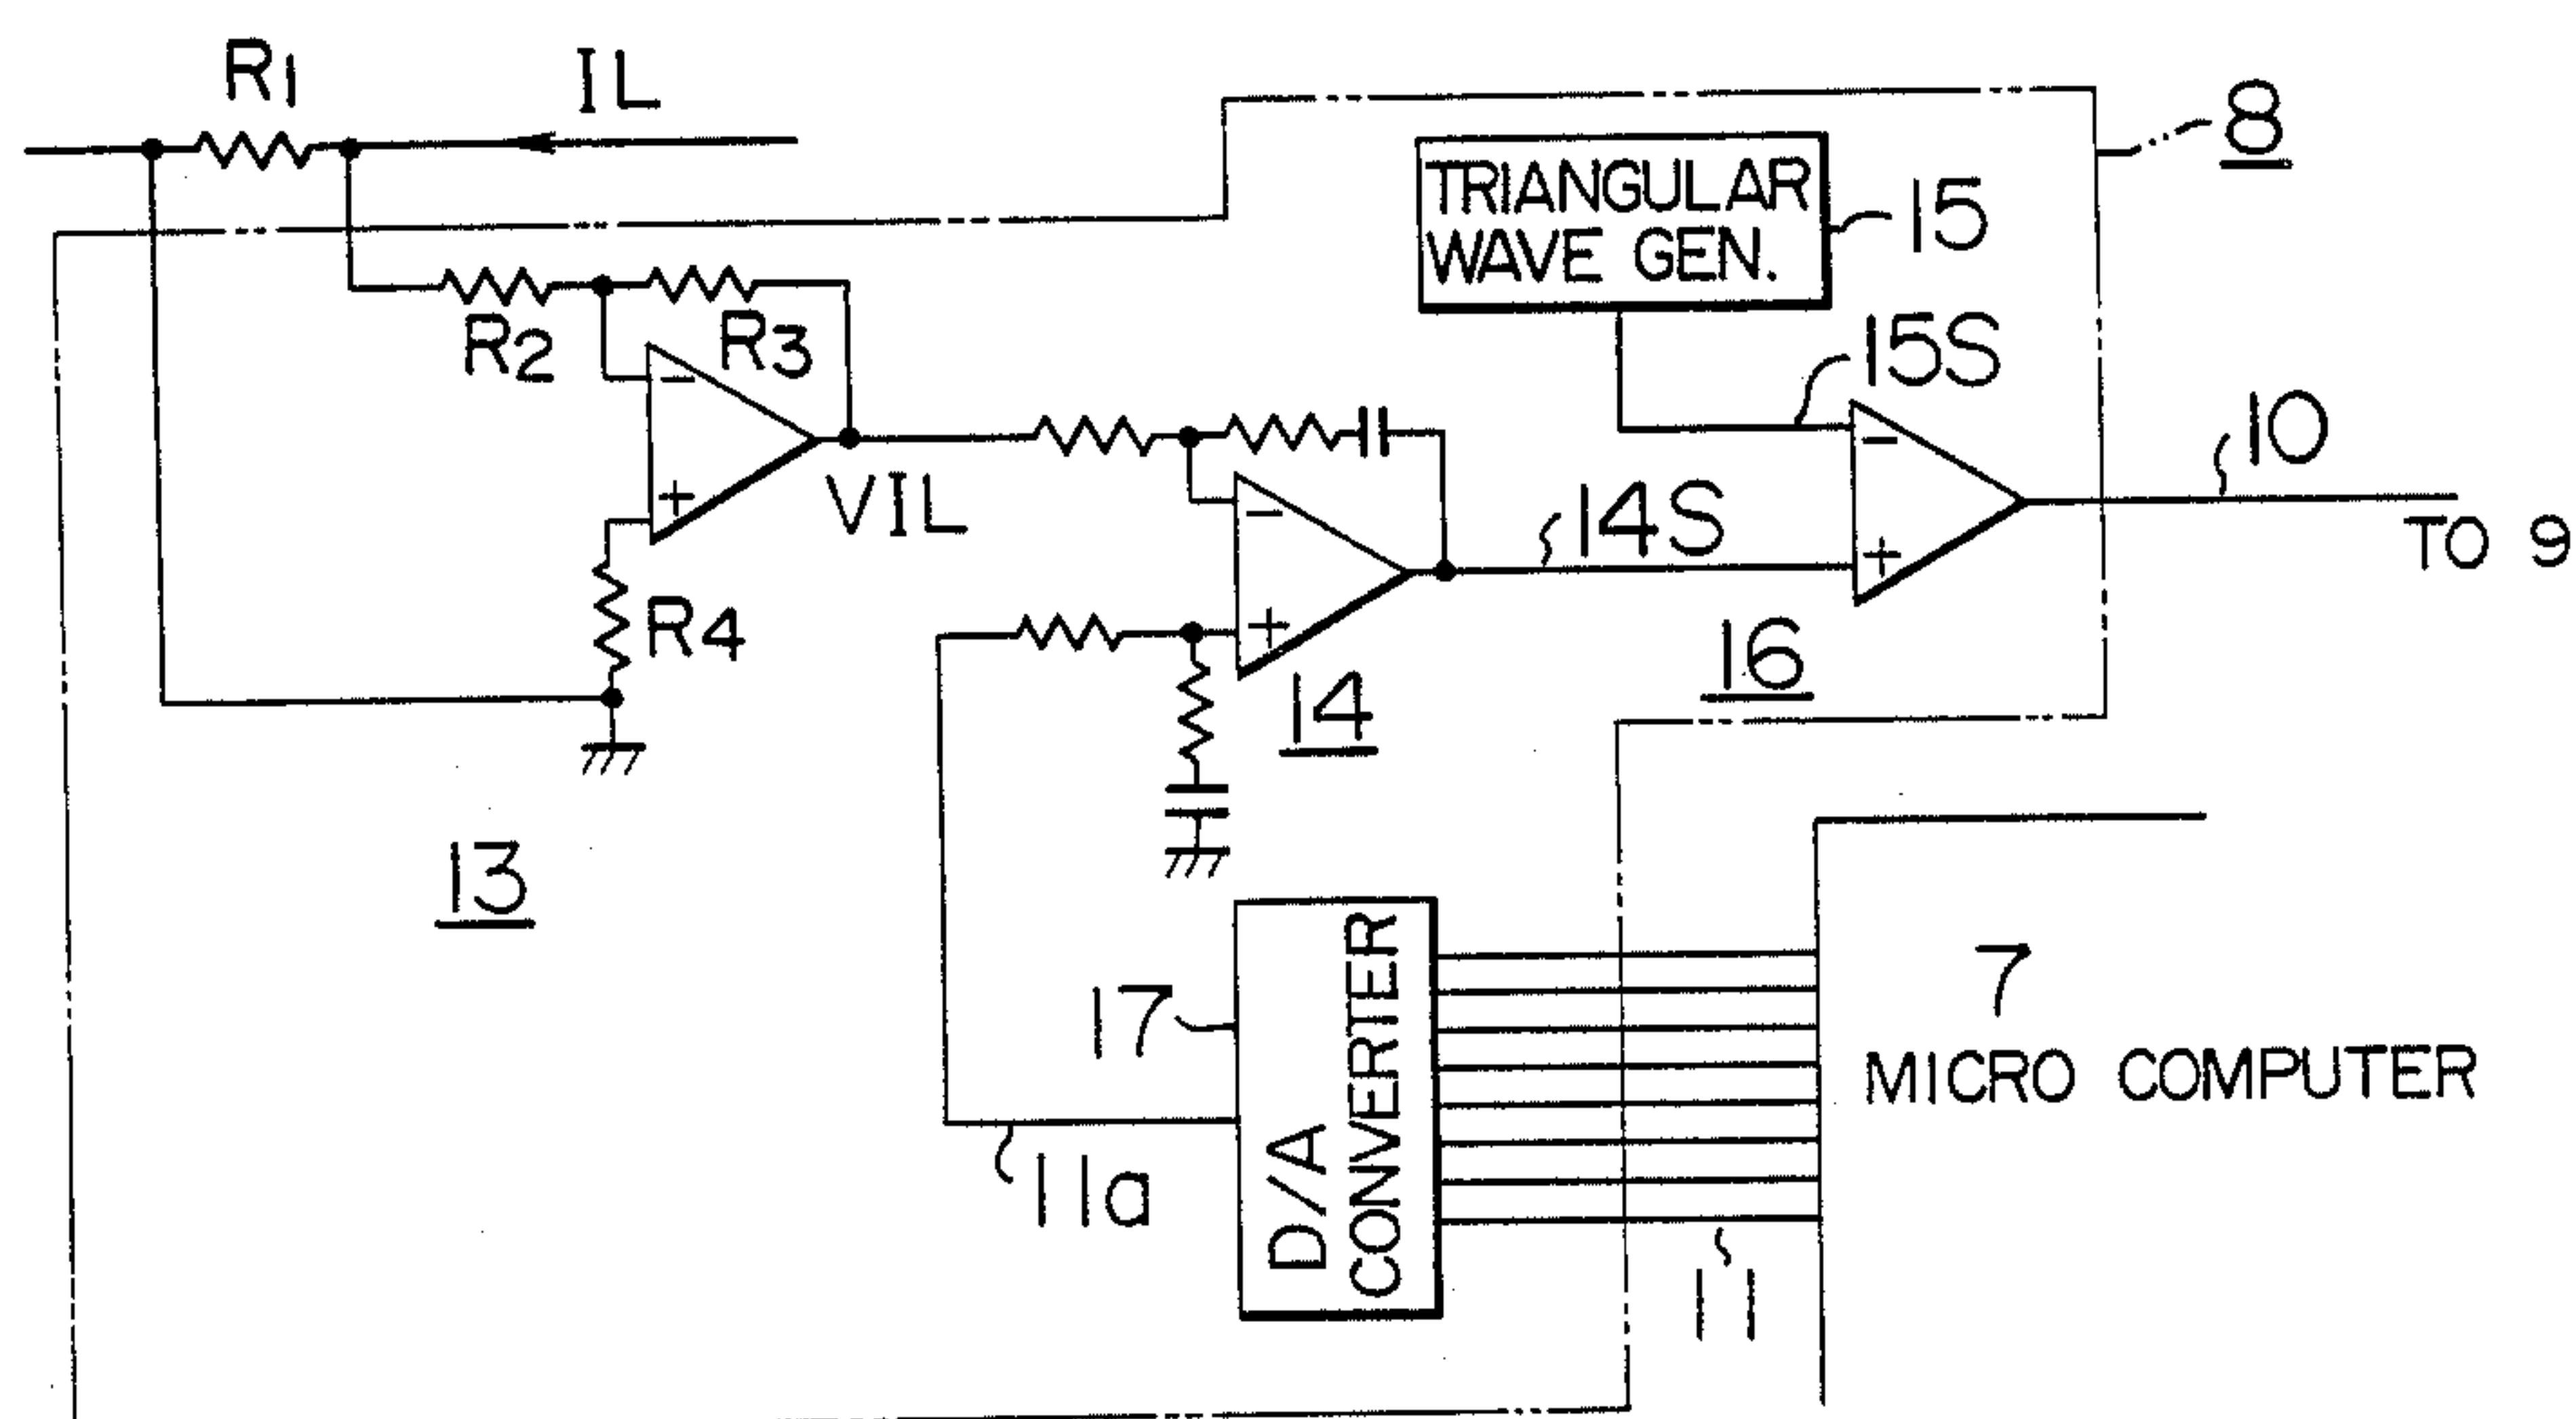 R1
IL
8
TRIANGULAR
WAVE GEN.
15
R2
R3
15S
10
VIL
14S
TO 9
R4
16
14
13
17
D/A
CONVERTER
7
MICRO COMPUTER
11a
11
-
+
-
+
-
+